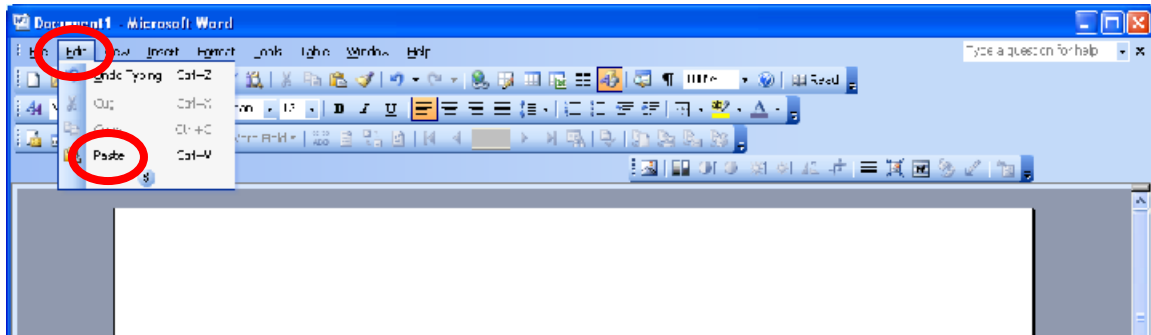 Document1 - Microsoft Word
Edit View Insert Format Tools Table Window Help Type a question for help
Undo Typing Ctrl+Z
Cut Ctrl+X
Copy Ctrl+C
Paste Ctrl+V
Read